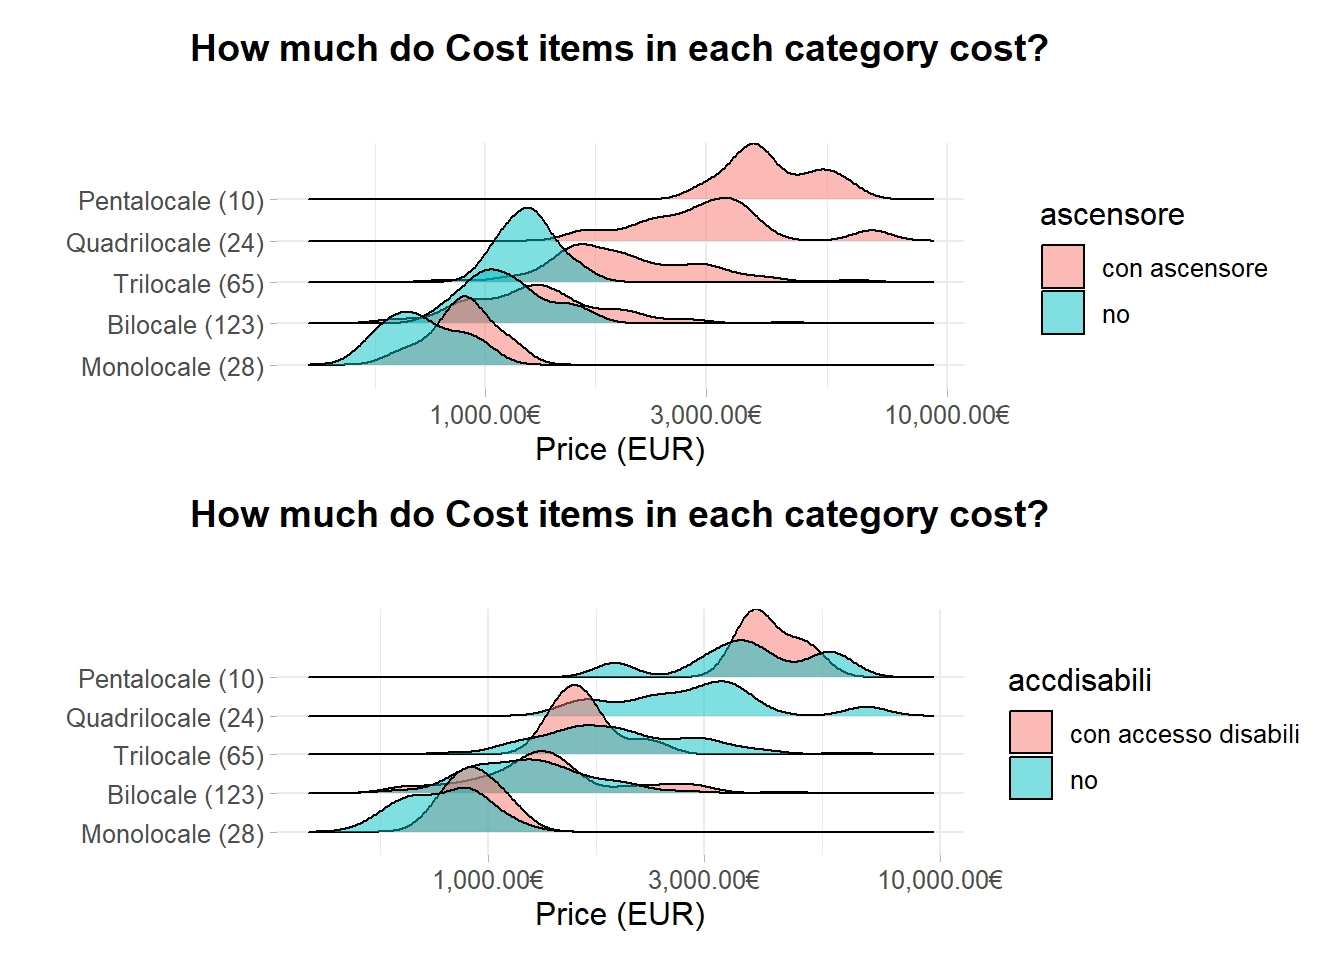 How much do Cost items in each category cost?
Pentalocale (10)
Quadrilocale (24)
Trilocale (65)
Bilocale (123)
Monolocale (28)
1,000.00€ 3,000.00€ 10,000.00€
Price (EUR)
ascensore
con ascensore
no
How much do Cost items in each category cost?
Pentalocale (10)
Quadrilocale (24)
Trilocale (65)
Bilocale (123)
Monolocale (28)
1,000.00€ 3,000.00€ 10,000.00€
Price (EUR)
accdisabili
con accesso disabili
no